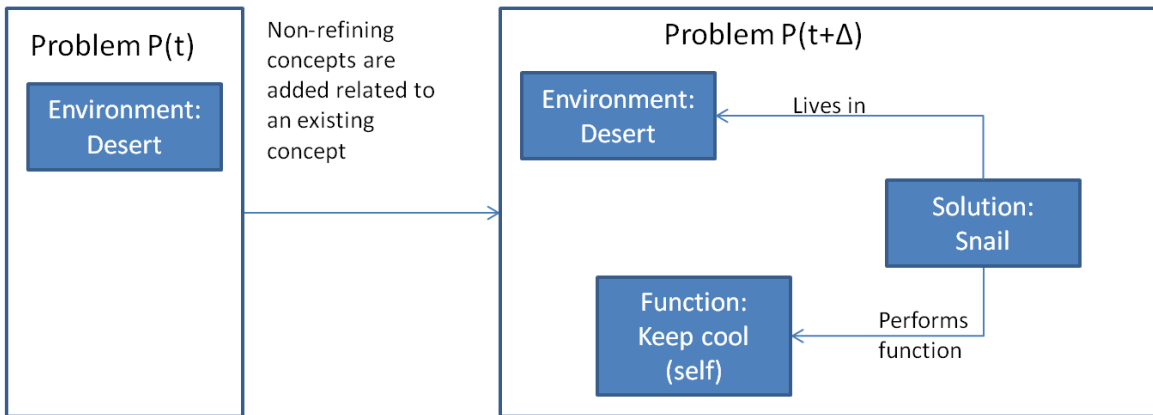 Problem P(t)
Environment:
Desert
Non-refining
concepts are
added related to
an existing
concept
Problem P(t+Δ)
Environment:
Desert
Lives in
Solution:
Snail
Function:
Keep cool
(self)
Performs
function